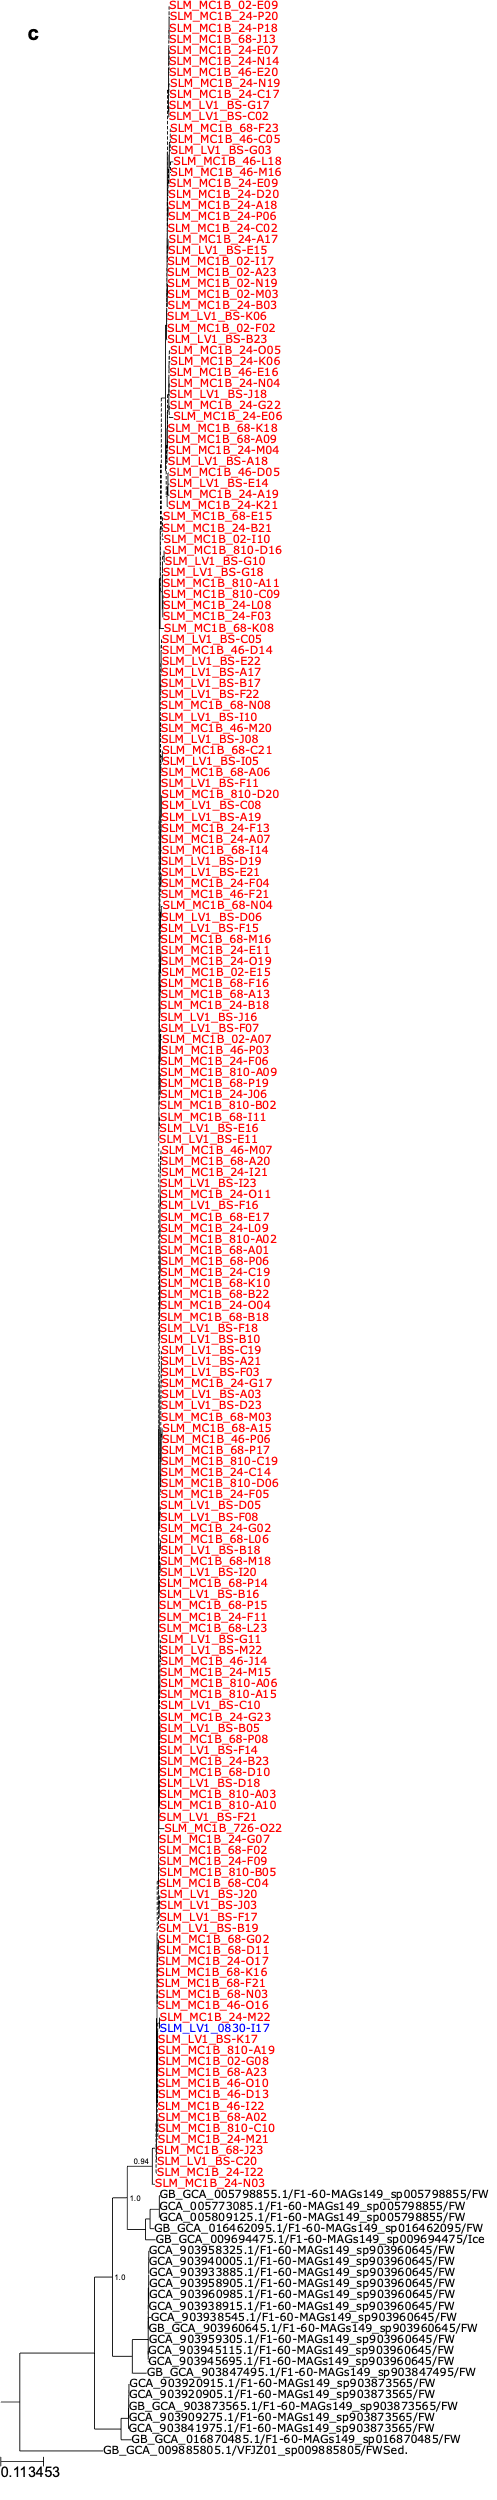 c
SLM_MC1B_02-E09
SLM_MC1B_24-P20
SLM_MC1B_24-P18
SLM_MC1B_68-J13
SLM_MC1B_24-E07
SLM_MC1B_24-N14
SLM_MC1B_46-E20
SLM_MC1B_24-N19
SLM_MC1B_24-C17
SLM_LV1_BS-G17
SLM_LV1_BS-C02
SLM_MC1B_68-F23
SLM_MC1B_46-C05
SLM_LV1_BS-G03
SLM_MC1B_46-L18
SLM_MC1B_46-M16
SLM_MC1B_24-E09
SLM_MC1B_24-D20
SLM_MC1B_24-A18
SLM_MC1B_24-P06
SLM_MC1B_24-C02
SLM_MC1B_24-A17
SLM_LV1_BS-E15
SLM_MC1B_02-I17
SLM_MC1B_02-A23
SLM_MC1B_02-N19
SLM_MC1B_02-M03
SLM_MC1B_24-B03
SLM_LV1_BS-K06
SLM_MC1B_02-F02
SLM_LV1_BS-B23
SLM_MC1B_24-O05
SLM_MC1B_24-K06
SLM_MC1B_46-E16
SLM_MC1B_24-N04
SLM_LV1_BS-J18
SLM_MC1B_24-G22
SLM_MC1B_24-E06
SLM_MC1B_68-K18
SLM_MC1B_68-A09
SLM_MC1B_24-M04
SLM_LV1_BS-A18
SLM_MC1B_46-D05
SLM_LV1_BS-E14
SLM_MC1B_24-A19
SLM_MC1B_24-K21
SLM_MC1B_68-E15
SLM_MC1B_24-B21
SLM_MC1B_02-I10
SLM_MC1B_810-D16
SLM_LV1_BS-G10
SLM_LV1_BS-G18
SLM_MC1B_810-A11
SLM_MC1B_810-C09
SLM_MC1B_24-L08
SLM_MC1B_24-F03
SLM_MC1B_68-K08
SLM_LV1_BS-C05
SLM_MC1B_46-D14
SLM_LV1_BS-E22
SLM_LV1_BS-A17
SLM_LV1_BS-B17
SLM_LV1_BS-F22
SLM_MC1B_68-N08
SLM_LV1_BS-I10
SLM_MC1B_46-M20
SLM_LV1_BS-J08
SLM_MC1B_68-C21
SLM_LV1_BS-I05
SLM_MC1B_68-A06
SLM_LV1_BS-F11
SLM_MC1B_810-D20
SLM_LV1_BS-C08
SLM_LV1_BS-A19
SLM_MC1B_24-F13
SLM_MC1B_24-A07
SLM_MC1B_68-I14
SLM_LV1_BS-D19
SLM_LV1_BS-E21
SLM_MC1B_24-F04
SLM_MC1B_46-F21
SLM_MC1B_68-N04
SLM_LV1_BS-D06
SLM_LV1_BS-F15
SLM_MC1B_68-M16
SLM_MC1B_24-E11
SLM_MC1B_24-O19
SLM_MC1B_02-E15
SLM_MC1B_68-F16
SLM_MC1B_68-A13
SLM_MC1B_24-B18
SLM_LV1_BS-J16
SLM_LV1_BS-F07
SLM_MC1B_02-A07
SLM_MC1B_46-P03
SLM_MC1B_24-F06
SLM_MC1B_810-A09
SLM_MC1B_68-P19
SLM_MC1B_24-J06
SLM_MC1B_810-B02
SLM_MC1B_68-I11
SLM_LV1_BS-E16
SLM_LV1_BS-E11
SLM_MC1B_46-M07
SLM_MC1B_68-A20
SLM_MC1B_24-I21
SLM_LV1_BS-I23
SLM_MC1B_24-O11
SLM_LV1_BS-F16
SLM_MC1B_68-E17
SLM_MC1B_24-L09
SLM_MC1B_810-A02
SLM_MC1B_68-A01
SLM_MC1B_68-P06
SLM_MC1B_24-C19
SLM_MC1B_68-K10
SLM_MC1B_68-B22
SLM_MC1B_24-O04
SLM_MC1B_68-B18
SLM_LV1_BS-F18
SLM_LV1_BS-B10
SLM_LV1_BS-C19
SLM_LV1_BS-A21
SLM_LV1_BS-F03
SLM_MC1B_24-G17
SLM_LV1_BS-A03
SLM_LV1_BS-D23
SLM_MC1B_68-M03
SLM_MC1B_68-A15
SLM_MC1B_46-P06
SLM_MC1B_68-P17
SLM_MC1B_810-C19
SLM_MC1B_24-C14
SLM_MC1B_810-D06
SLM_MC1B_24-F05
SLM_LV1_BS-D05
SLM_LV1_BS-F08
SLM_MC1B_24-G02
SLM_MC1B_68-L06
SLM_LV1_BS-B18
SLM_MC1B_68-M18
SLM_LV1_BS-I20
SLM_MC1B_68-P14
SLM_LV1_BS-B16
SLM_MC1B_68-P15
SLM_MC1B_24-F11
SLM_MC1B_68-L23
SLM_LV1_BS-G11
SLM_LV1_BS-M22
SLM_MC1B_46-J14
SLM_MC1B_24-M15
SLM_MC1B_810-A06
SLM_MC1B_810-A15
SLM_LV1_BS-C10
SLM_MC1B_24-G23
SLM_LV1_BS-B05
SLM_MC1B_68-P08
SLM_LV1_BS-F14
SLM_MC1B_24-B23
SLM_MC1B_68-D10
SLM_LV1_BS-D18
SLM_MC1B_810-A03
SLM_MC1B_810-A10
SLM_LV1_BS-F21
SLM_MC1B_726-O22
SLM_MC1B_24-G07
SLM_MC1B_68-F02
SLM_MC1B_24-F09
SLM_MC1B_810-B05
SLM_MC1B_68-C04
SLM_LV1_BS-J20
SLM_LV1_BS-J03
SLM_LV1_BS-F17
SLM_LV1_BS-B19
SLM_MC1B_68-G02
SLM_MC1B_68-D11
SLM_MC1B_24-O17
SLM_MC1B_68-K16
SLM_MC1B_68-F21
SLM_MC1B_68-N03
SLM_MC1B_46-O16
SLM_MC1B_24-M22
SLM_LV1_0830-I17
SLM_LV1_BS-K17
SLM_MC1B_810-A19
SLM_MC1B_02-G08
SLM_MC1B_68-A23
SLM_MC1B_46-O10
SLM_MC1B_46-D13
SLM_MC1B_46-I22
SLM_MC1B_68-A02
SLM_MC1B_810-C10
SLM_MC1B_24-M21
SLM_MC1B_68-J23
0.94
SLM_LV1_BS-C20
SLM_MC1B_24-I22
SLM_MC1B_24-N03
GB_GCA_005798855.1/F1-60-MAGs149_sp005798855/FW
1.0
GCA_005773085.1/F1-60-MAGs149_sp005798855/FW
GCA_005809125.1/F1-60-MAGs149_sp005798855/FW
GB_GCA_016462095.1/F1-60-MAGs149_sp016462095/FW
GB_GCA_009694475.1/F1-60-MAGs149_sp009694475/Ice
GCA_903958325.1/F1-60-MAGs149_sp903960645/FW
GCA_903940005.1/F1-60-MAGs149_sp903960645/FW
GCA_903933885.1/F1-60-MAGs149_sp903960645/FW
1.0
GCA_903958905.1/F1-60-MAGs149_sp903960645/FW
GCA_903960985.1/F1-60-MAGs149_sp903960645/FW
GCA_903938915.1/F1-60-MAGs149_sp903960645/FW
GCA_903938545.1/F1-60-MAGs149_sp903960645/FW
GB_GCA_903960645.1/F1-60-MAGs149_sp903960645/FW
GCA_903959305.1/F1-60-MAGs149_sp903960645/FW
GCA_903945115.1/F1-60-MAGs149_sp903960645/FW
GCA_903945695.1/F1-60-MAGs149_sp903960645/FW
GB_GCA_903847495.1/F1-60-MAGs149_sp903847495/FW
GCA_903920915.1/F1-60-MAGs149_sp903873565/FW
GCA_903920905.1/F1-60-MAGs149_sp903873565/FW
GB_GCA_903873565.1/F1-60-MAGs149_sp903873565/FW
GCA_903909275.1/F1-60-MAGs149_sp903873565/FW
GCA_903841975.1/F1-60-MAGs149_sp903873565/FW
GB_GCA_016870485.1/F1-60-MAGs149_sp016870485/FW
GB_GCA_009885805.1/VFJZ01_sp009885805/FWSed.
0.113453